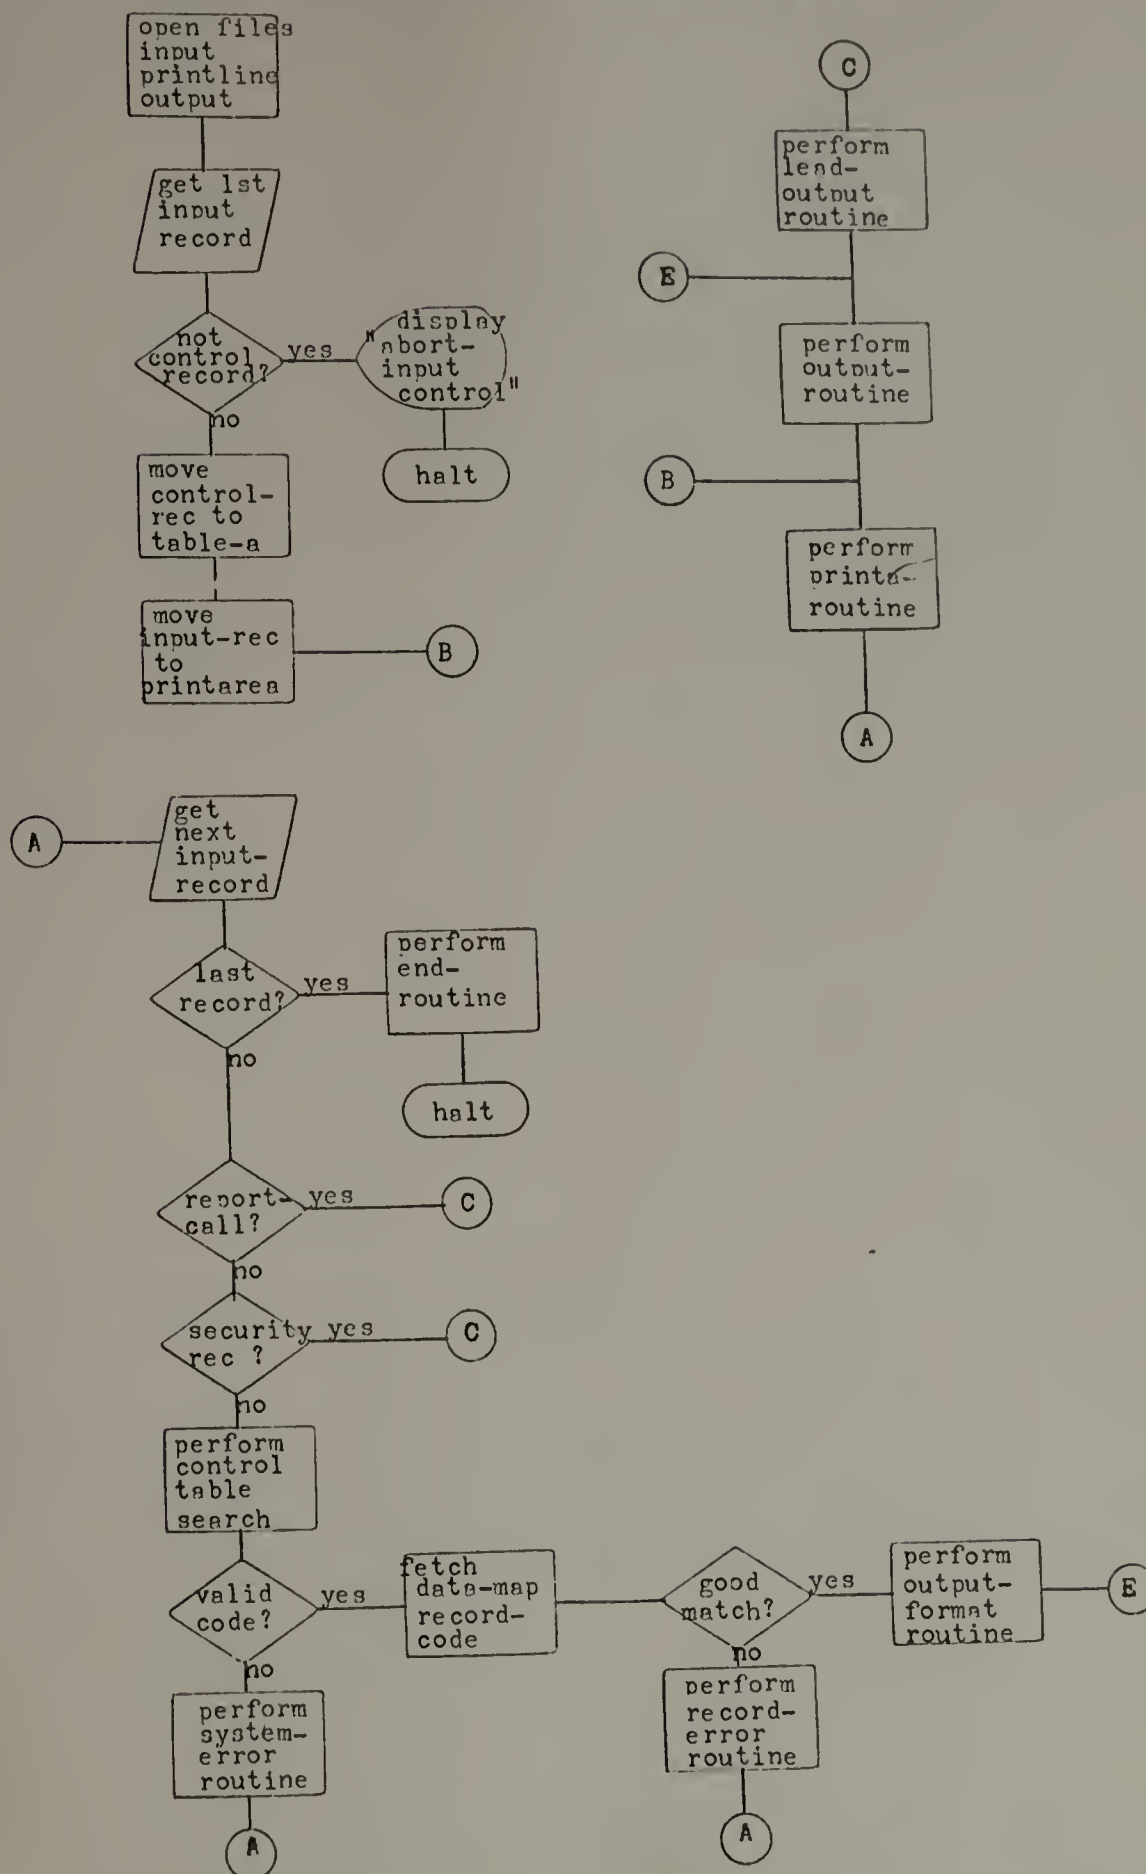 open files
input
printline
output
get 1st
input
record
not
control
record?
yes
"display
abort-
input
control"
no
halt
move
control-
rec to
table-a
move
input-rec
to
printarea
B
C
perform
lead-
output
routine
E
perform
output-
routine
B
perform
printa-
routine
A
A
get
next
input-
record
last
record?
yes
perform
end-
routine
no
halt
report-
call?
yes
C
no
security
rec ?
yes
C
no
perform
control
table
search
valid
code?
yes
fetch
data-map
record-
code
good
match?
yes
perform
output-
format
routine
E
no
perform
system-
error
routine
A
no
perform
record-
error
routine
A